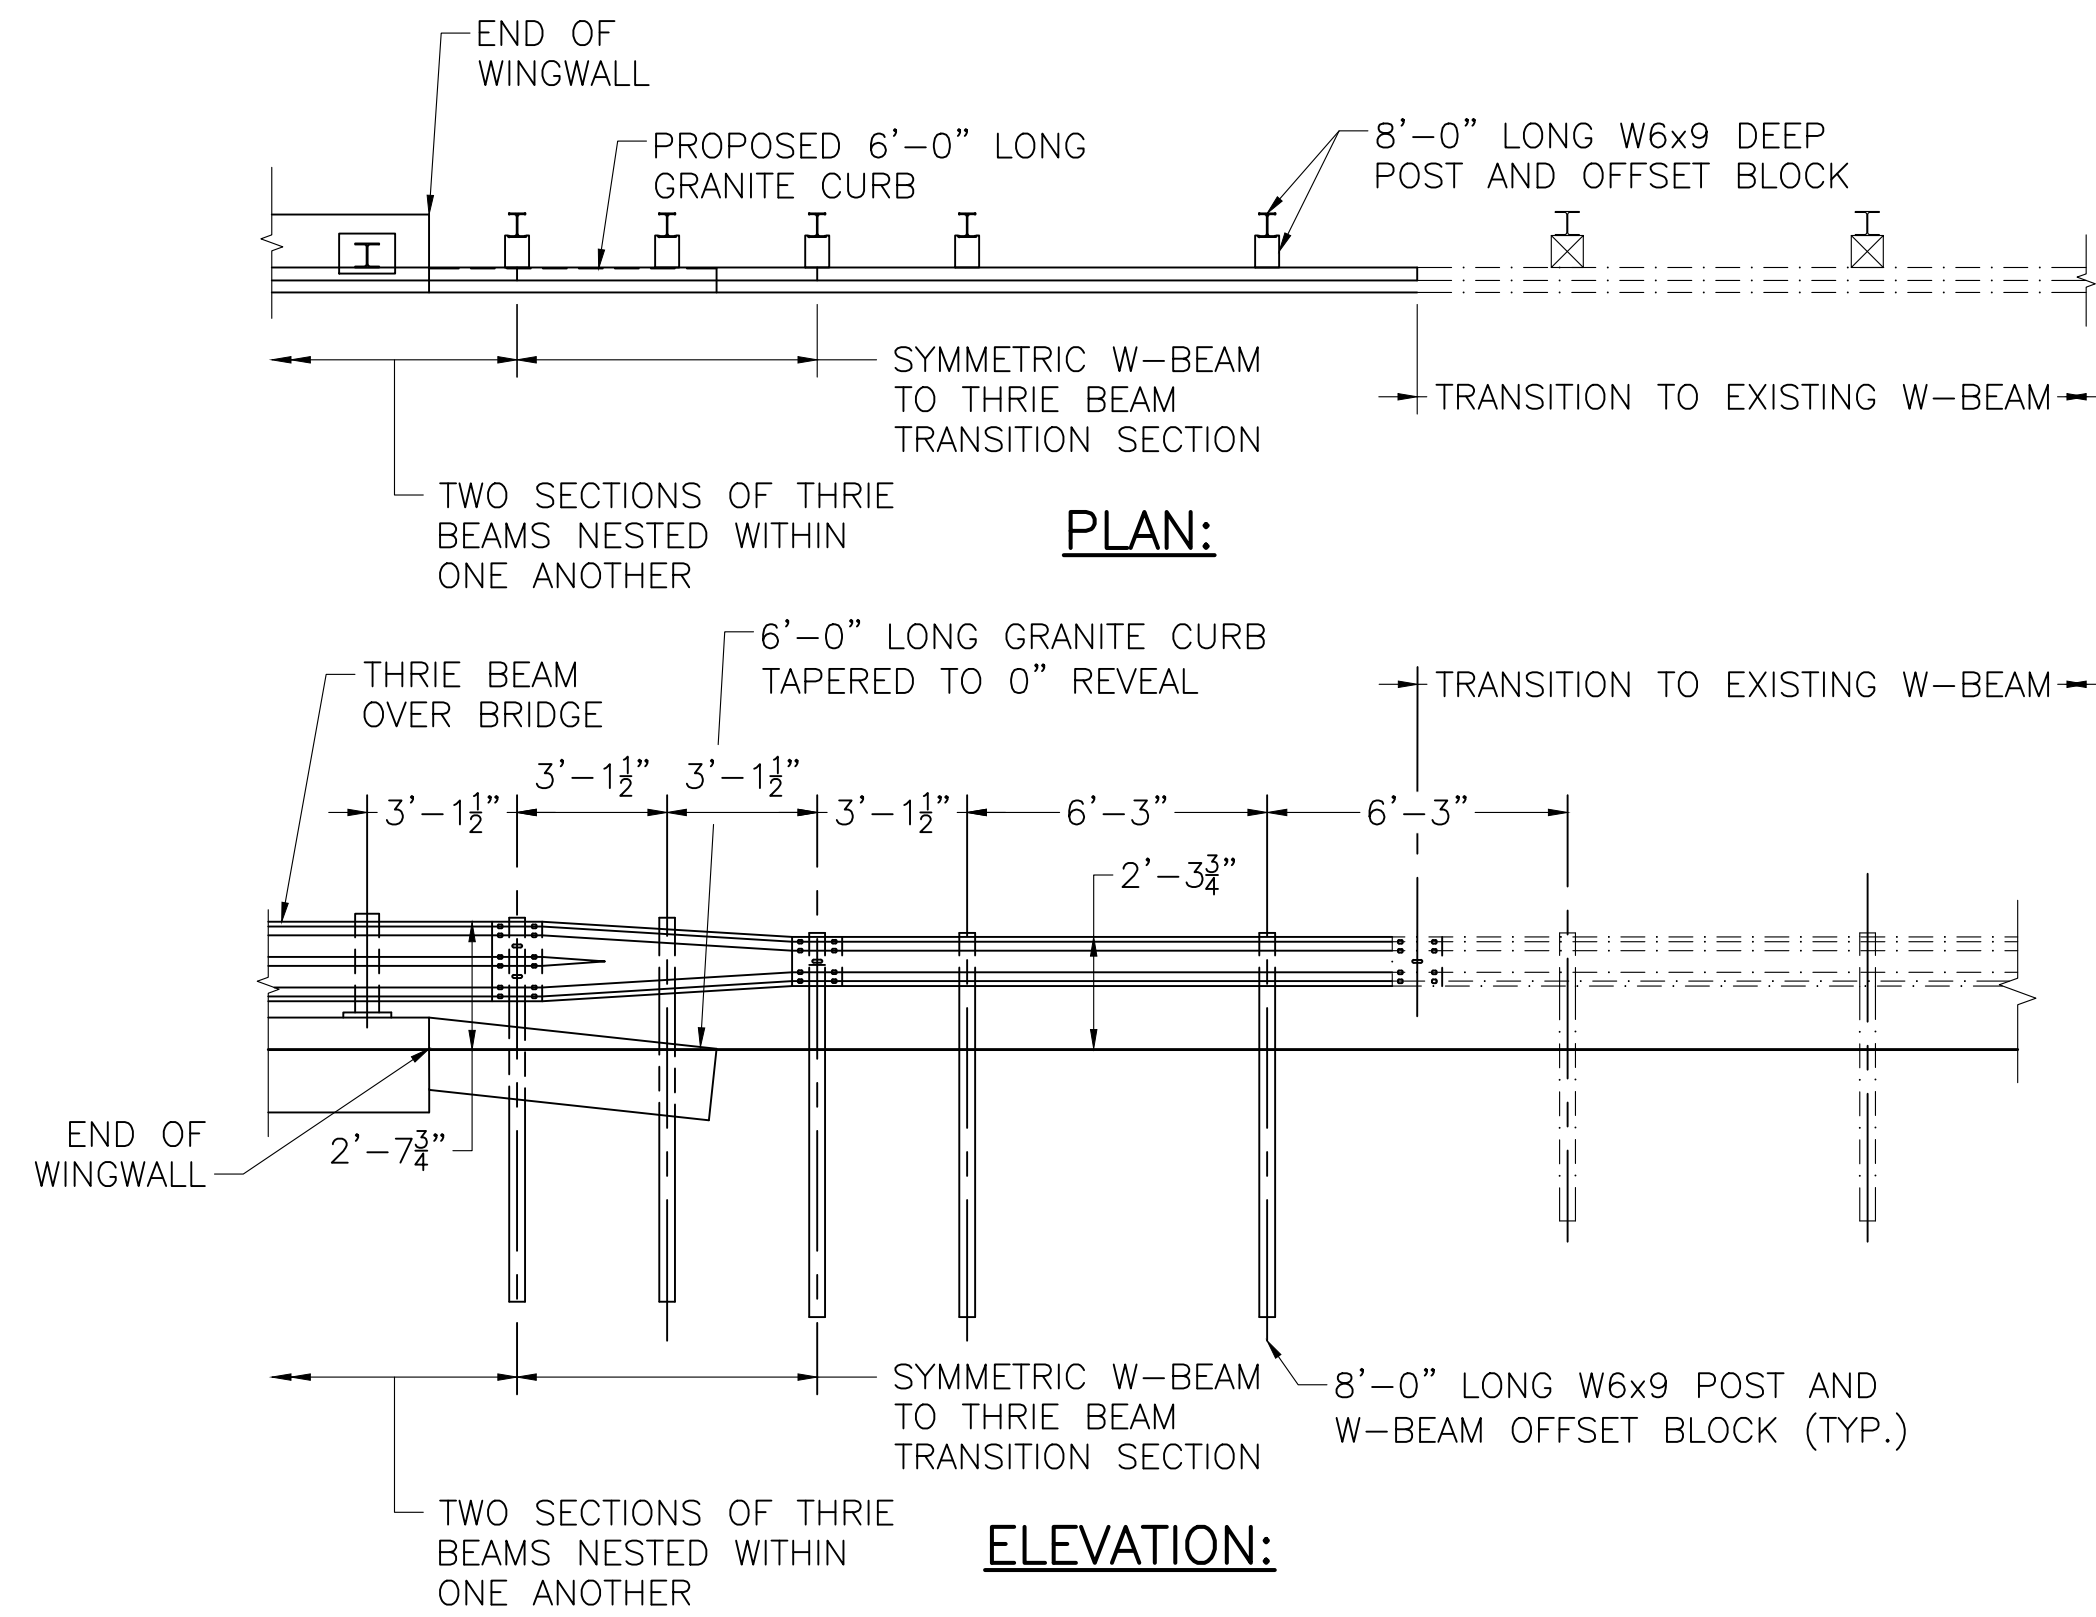 END OF
WINGWALL
PROPOSED 6'-0" LONG
GRANITE CURB
8'-0" LONG W6x9 DEEP
POST AND OFFSET BLOCK
SYMMETRIC W-BEAM
TO THRIE BEAM
TRANSITION SECTION
TRANSITION TO EXISTING W-BEAM
TWO SECTIONS OF THRIE
BEAMS NESTED WITHIN
ONE ANOTHER
PLAN:
6'-0" LONG GRANITE CURB
TAPERED TO 0" REVEAL
THRIE BEAM
OVER BRIDGE
TRANSITION TO EXISTING W-BEAM
3'-1½"
3'-1½"
3'-1½"
3'-1½"
6'-3"
6'-3"
2'-3¾"
END OF
WINGWALL
2'-7¾"
SYMMETRIC W-BEAM
TO THRIE BEAM
TRANSITION SECTION
8'-0" LONG W6x9 POST AND
W-BEAM OFFSET BLOCK (TYP.)
TWO SECTIONS OF THRIE
BEAMS NESTED WITHIN
ONE ANOTHER
ELEVATION: